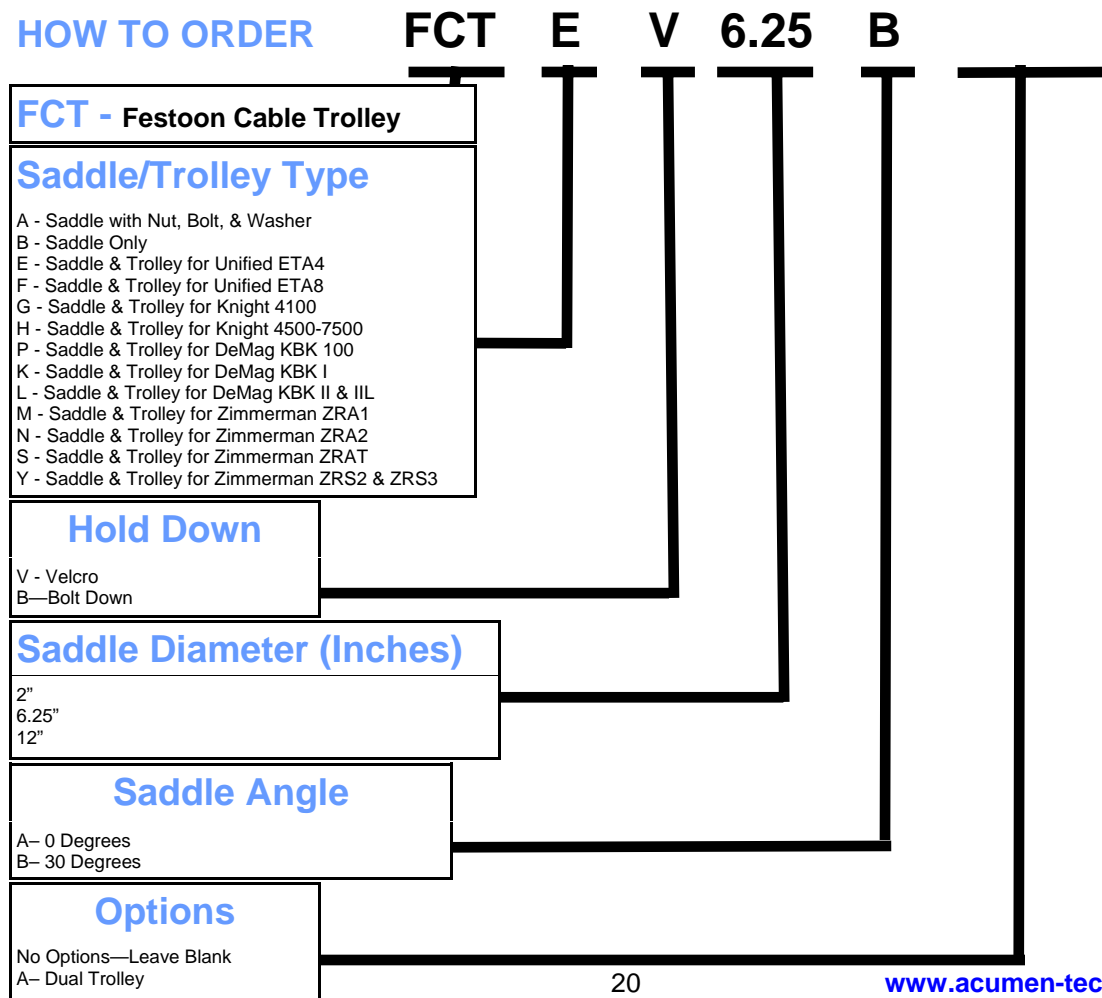 HOW TO ORDER FCT E V 6.25 B
FCT - Festoon Cable Trolley
Saddle/Trolley Type
A - Saddle with Nut, Bolt, & Washer
B - Saddle Only
E - Saddle & Trolley for Unified ETA4
F - Saddle & Trolley for Unified ETA8
G - Saddle & Trolley for Knight 4100
H - Saddle & Trolley for Knight 4500-7500
P - Saddle & Trolley for DeMag KBK 100
K - Saddle & Trolley for DeMag KBK I
L - Saddle & Trolley for DeMag KBK II & IIL
M - Saddle & Trolley for Zimmerman ZRA1
N - Saddle & Trolley for Zimmerman ZRA2
S - Saddle & Trolley for Zimmerman ZRAT
Y - Saddle & Trolley for Zimmerman ZRS2 & ZRS3
Hold Down
V - Velcro
B—Bolt Down
Saddle Diameter (Inches)
2”
6.25”
12”
Saddle Angle
A– 0 Degrees
B– 30 Degrees
Options
No Options—Leave Blank
A– Dual Trolley
20
www.acumen-tec